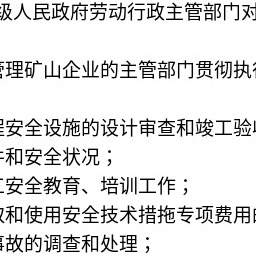 级人民政府劳动行政主管部门对
管理矿山企业的主管部门贯彻执行
程安全设施的设计审查和竣工验收
件和安全状况；
工安全教育、培训工作；
取和使用安全技术措拖专项费用的
事故的调查和处理；